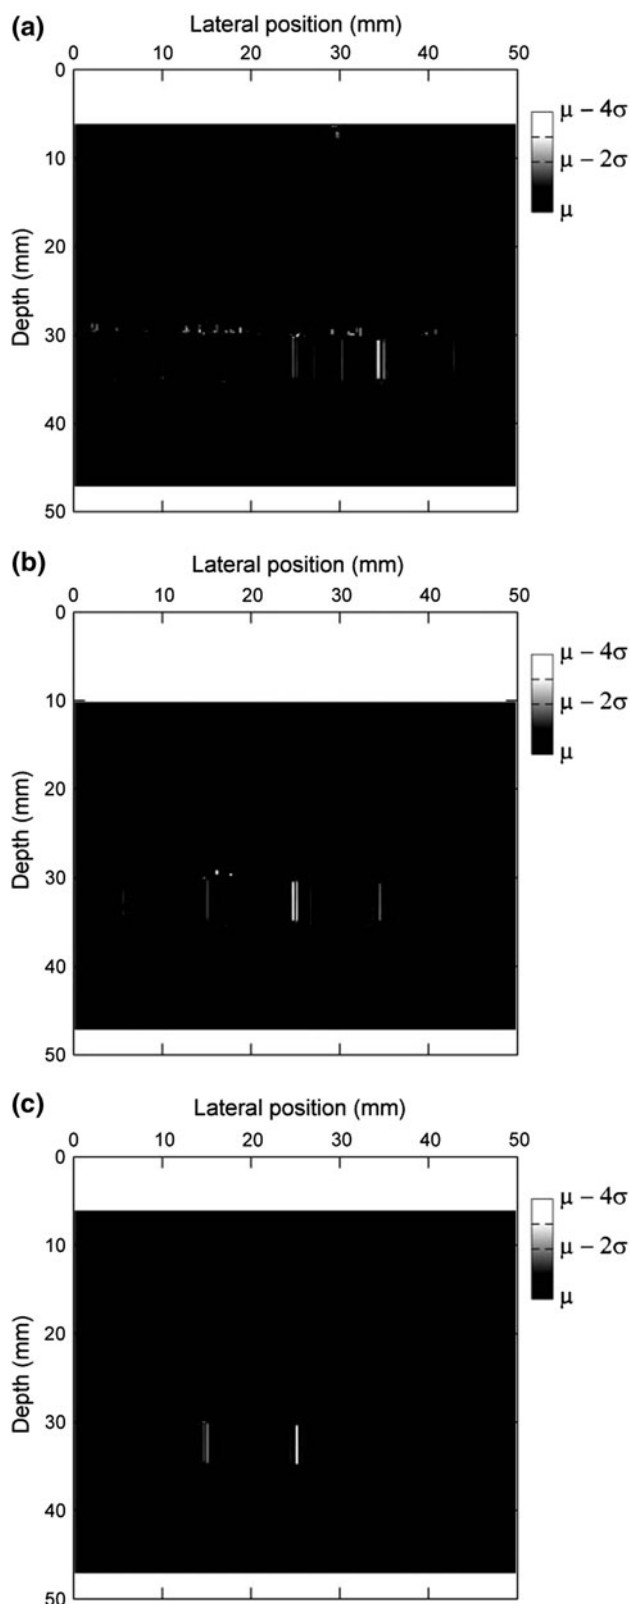 (a)
Lateral position (mm)
0 10 20 30 40 50
0
10
20
30
40
50
Depth (mm)
μ − 4σ
μ − 2σ
μ
(b)
Lateral position (mm)
0 10 20 30 40 50
0
10
20
30
40
50
Depth (mm)
μ − 4σ
μ − 2σ
μ
(c)
Lateral position (mm)
0 10 20 30 40 50
0
10
20
30
40
50
Depth (mm)
μ − 4σ
μ − 2σ
μ